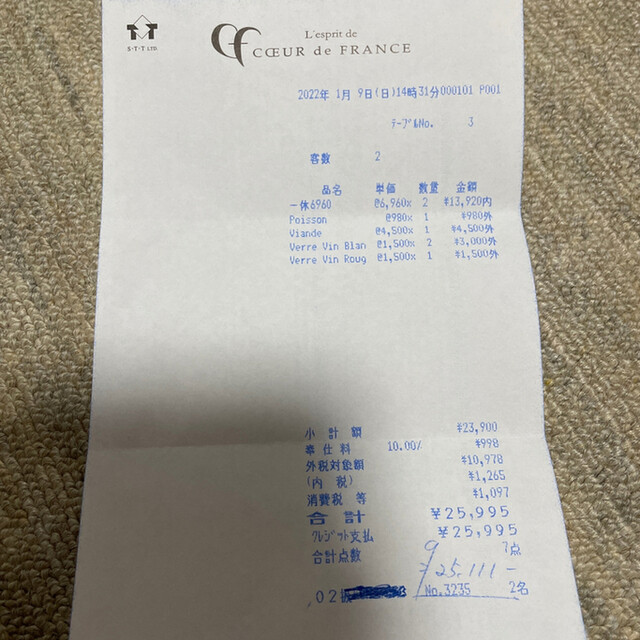 S·T·T LTD.
L'esprit de
CŒUR de FRANCE
2022年 1月 9日(日)14時31分000101 P001
ﾃｰﾌﾞﾙNo. 3
客数 2
品名 単価 数量 金額
一休6960 @6,960x 2 ¥13,920内
Poisson @980x 1 ¥980外
Viande @4,500x 1 ¥4,500外
Verre Vin Blan @1,500x 2 ¥3,000外
Verre Vin Roug @1,500x 1 ¥1,500外
小計額 ¥23,900
奉仕料 10.00% ¥998
外税対象額 ¥10,978
(内 税) ¥1,265
消費税 等 ¥1,097
合計 ¥25,995
ｸﾚｼﾞｯﾄ支払 ¥25,995
合計点数 7点
¥25,111-
02 No.3235 2名